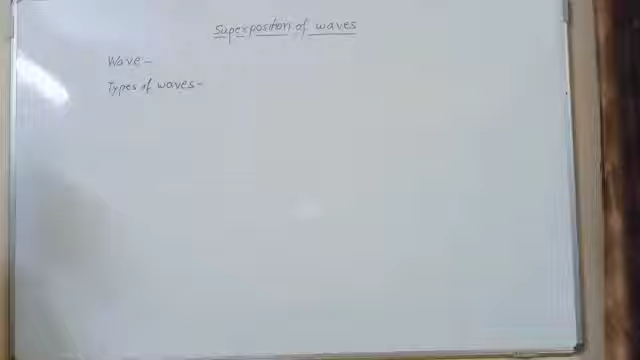 Superposition of waves
Wave:-
Types of waves-